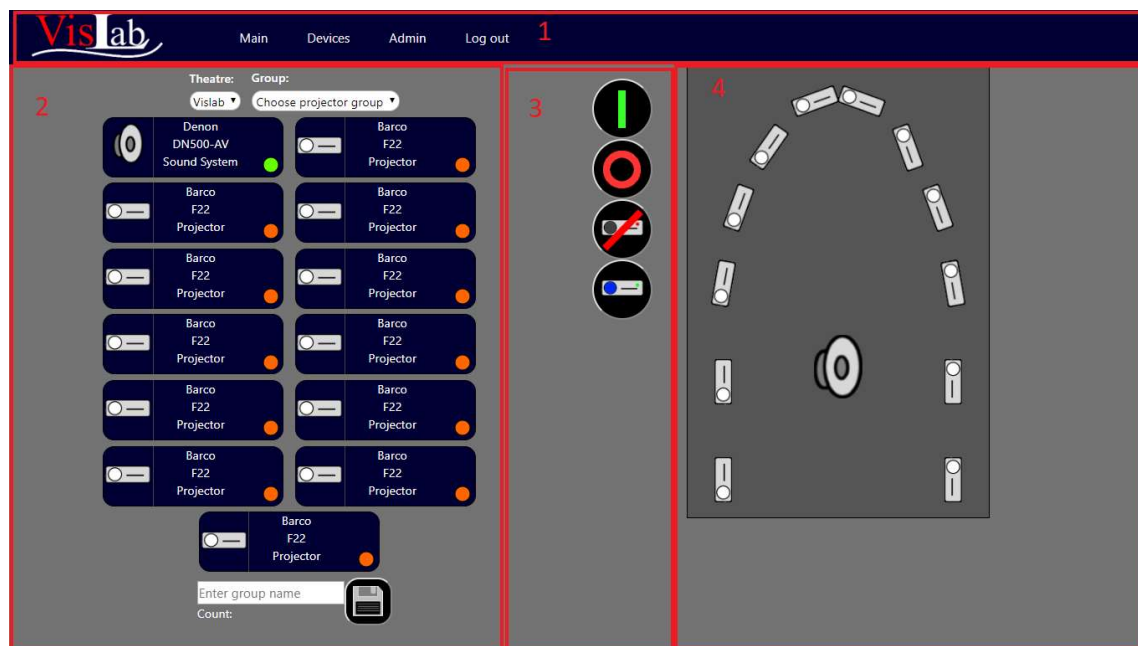 VisLab
Main Devices Admin Log out
1
2
3
4
Theatre: Group:
Vislab Choose projector group
Denon
DN500-AV
Sound System
Barco
F22
Projector
Barco
F22
Projector
Barco
F22
Projector
Barco
F22
Projector
Barco
F22
Projector
Barco
F22
Projector
Barco
F22
Projector
Barco
F22
Projector
Barco
F22
Projector
Barco
F22
Projector
Barco
F22
Projector
Barco
F22
Projector
Enter group name
Count: